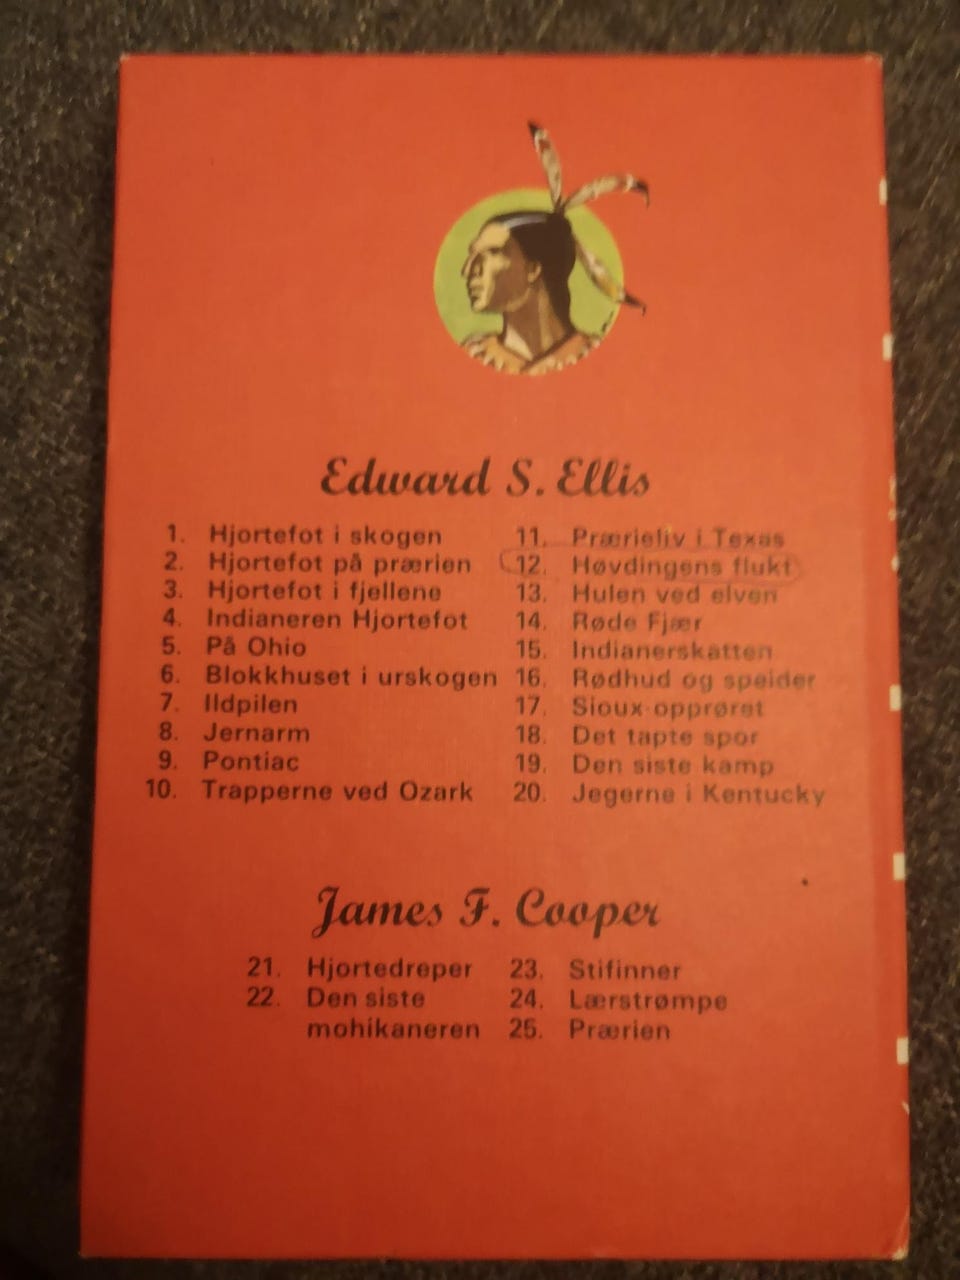 Edward S. Ellis
1. Hjortefot i skogen
2. Hjortefot på prærien
3. Hjortefot i fjellene
4. Indianeren Hjortefot
5. På Ohio
6. Blokkhuset i urskogen
7. Ildpilen
8. Jernarm
9. Pontiac
10. Trapperne ved Ozark
11. Prærieliv i Texas
12. Høvdingens flukt
13. Hulen ved elven
14. Røde Fjær
15. Indianerskatten
16. Rødhud og speider
17. Sioux-opprøret
18. Det tapte spor
19. Den siste kamp
20. Jegerne i Kentucky
James F. Cooper
21. Hjortedreper
22. Den siste
mohikaneren
23. Stifinner
24. Lærstrømpe
25. Prærien